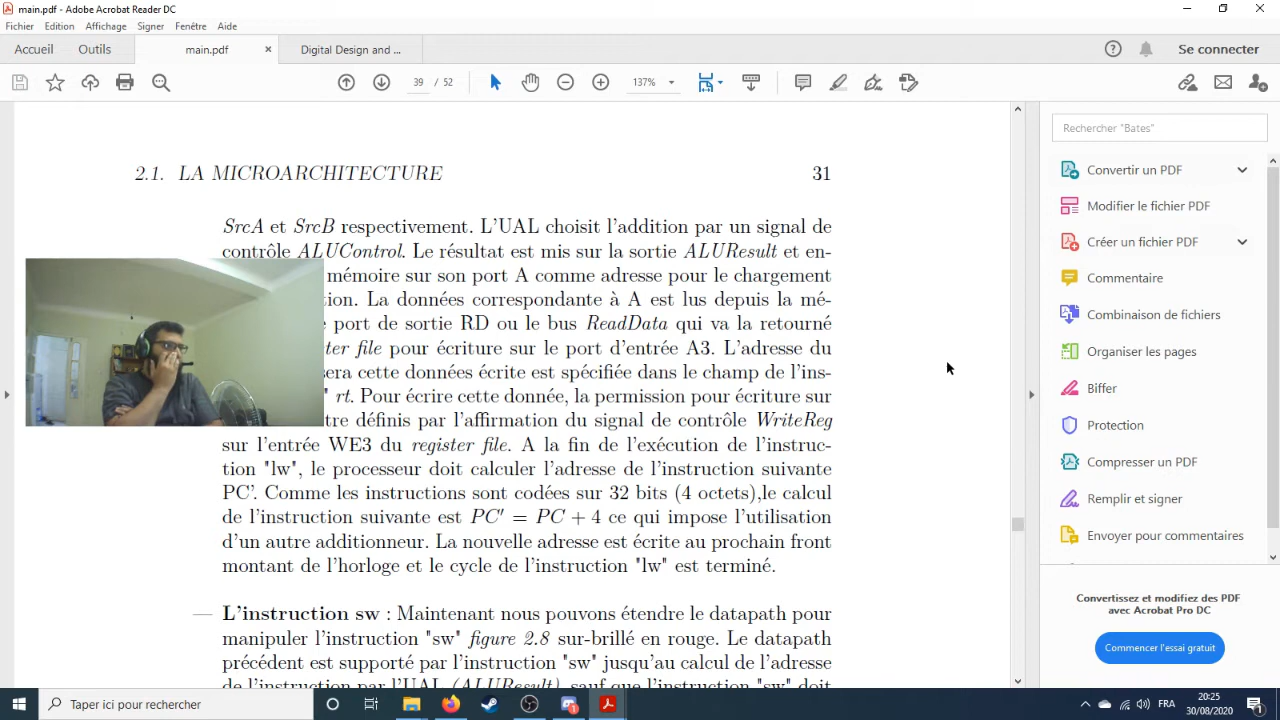 main.pdf - Adobe Acrobat Reader DC
Fichier Edition Affichage Signer Fenêtre Aide
Accueil Outils main.pdf × Digital Design and ... Se connecter
39 / 52 137%
2.1. LA MICROARCHITECTURE 31
SrcA et SrcB respectivement. L'UAL choisit l'addition par un signal de
contrôle ALUControl. Le résultat est mis sur la sortie ALUResult et en-
mémoire sur son port A comme adresse pour le chargement
ion. La données correspondante à A est lus depuis la mé-
e port de sortie RD ou le bus ReadData qui va la retourné
ter file pour écriture sur le port d'entrée A3. L'adresse du
sera cette données écrite est spécifiée dans le champ de l'ins-
" rt. Pour écrire cette donnée, la permission pour écriture sur
tre définis par l'affirmation du signal de contrôle WriteReg
sur l'entrée WE3 du register file. A la fin de l'exécution de l'instruc-
tion "lw", le processeur doit calculer l'adresse de l'instruction suivante
PC'. Comme les instructions sont codées sur 32 bits (4 octets),le calcul
de l'instruction suivante est PC' = PC + 4 ce qui impose l'utilisation
d'un autre additionneur. La nouvelle adresse est écrite au prochain front
montant de l'horloge et le cycle de l'instruction "lw" est terminé.
— L'instruction sw : Maintenant nous pouvons étendre le datapath pour
manipuler l'instruction "sw" figure 2.8 sur-brillé en rouge. Le datapath
précédent est supporté par l'instruction "sw" jusqu'au calcul de l'adresse
de l'instruction par l'UAL (ALUResult), sauf que l'instruction "sw" doit
Rechercher "Bates"
Convertir un PDF
Modifier le fichier PDF
Créer un fichier PDF
Commentaire
Combinaison de fichiers
Organiser les pages
Biffer
Protection
Compresser un PDF
Remplir et signer
Envoyer pour commentaires
Convertissez et modifiez des PDF
avec Acrobat Pro DC
Commencer l'essai gratuit
Taper ici pour rechercher
FRA
20:25
30/08/2020
1